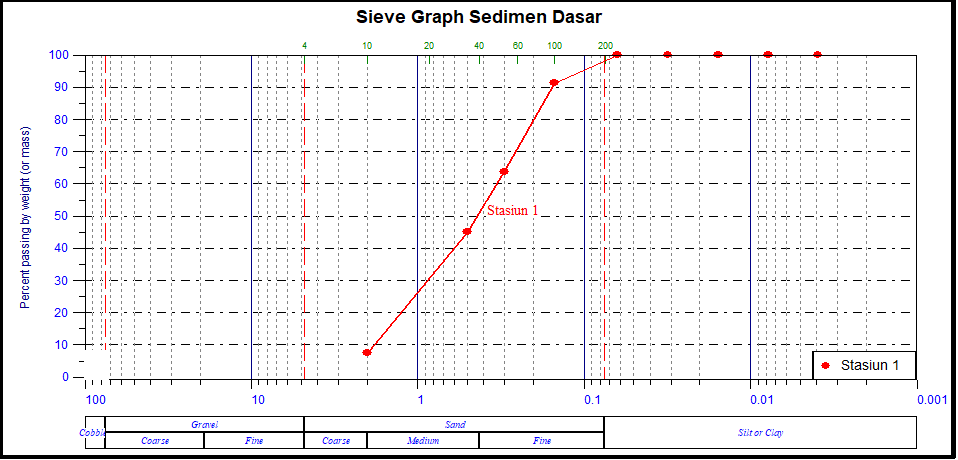 Sieve Graph Sedimen Dasar
4 10 20 40 60 100 200
Percent passing by weight (or mass)
100
90
80
70
60
50
40
30
20
10
0
Stasiun 1
Stasiun 1
100 10 1 0.1 0.01 0.001
Cobble Gravel Sand Silt or Clay
Coarse Fine Coarse Medium Fine